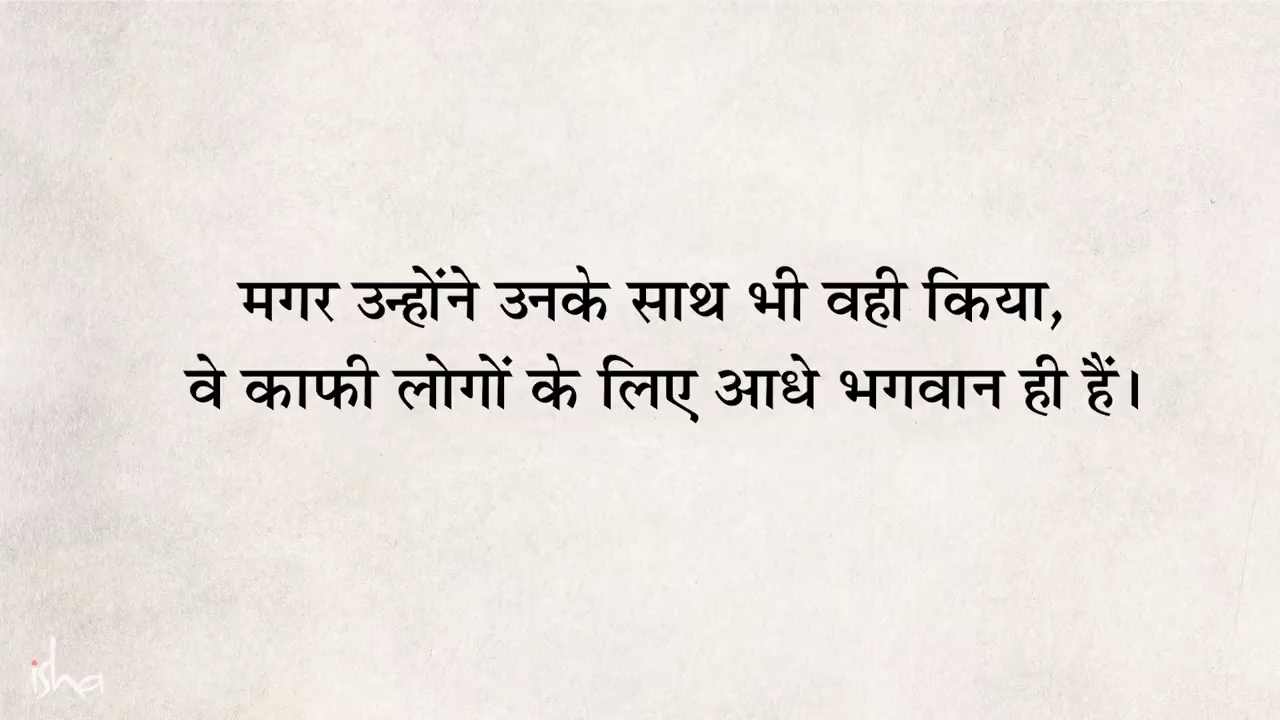 मगर उन्होंने उनके साथ भी वही किया,
वे काफी लोगों के लिए आधे भगवान ही हैं।
isha